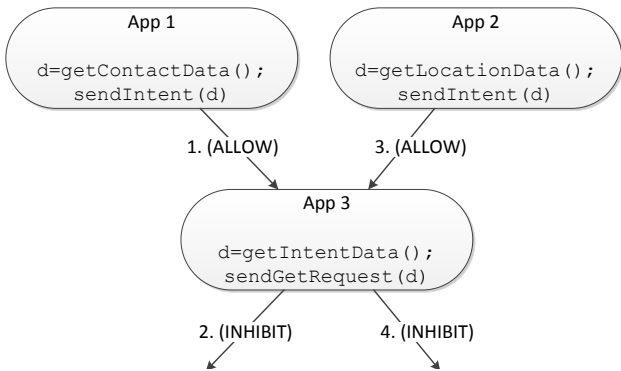 App 1
d=getContactData();
sendIntent(d)
App 2
d=getLocationData();
sendIntent(d)
1. (ALLOW)
3. (ALLOW)
App 3
d=getIntentData();
sendGetRequest(d)
2. (INHIBIT)
4. (INHIBIT)